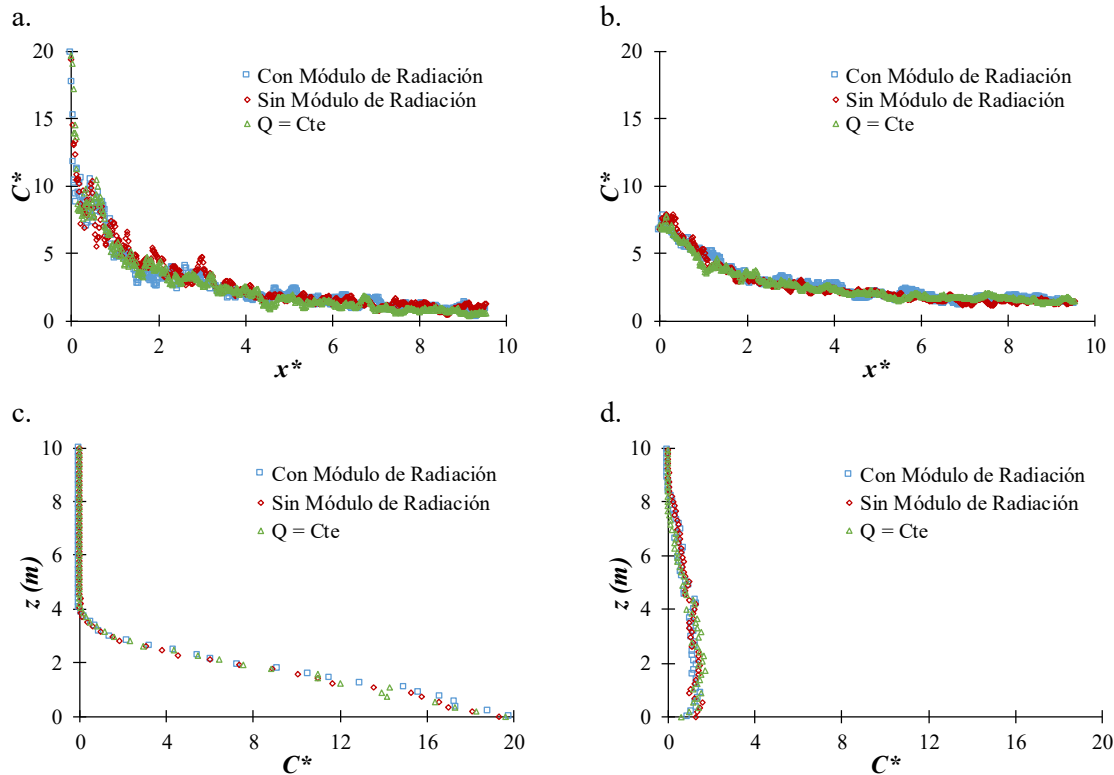 a.
20
15
10
5
0
C*
0 2 4 6 8 10
x*
Con Módulo de Radiación
Sin Módulo de Radiación
Q = Cte
b.
20
15
10
5
0
C*
0 2 4 6 8 10
x*
Con Módulo de Radiación
Sin Módulo de Radiación
Q = Cte
c.
10
8
6
4
2
0
z (m)
0 4 8 12 16 20
C*
Con Módulo de Radiación
Sin Módulo de Radiación
Q = Cte
d.
10
8
6
4
2
0
z (m)
0 4 8 12 16 20
C*
Con Módulo de Radiación
Sin Módulo de Radiación
Q = Cte